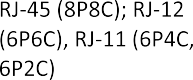 RJ-45 (8P8C); RJ-12
(6P6C), RJ-11 (6P4C,
6P2C)